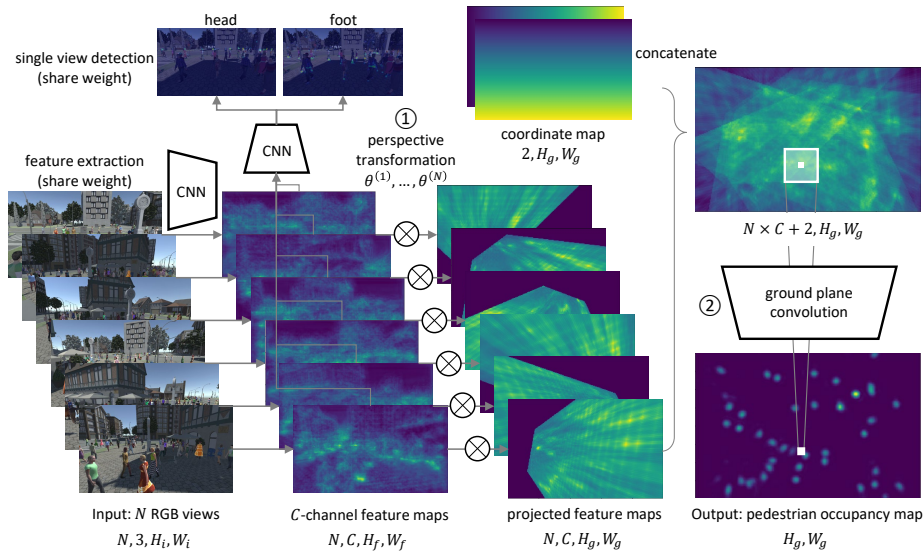 head
foot
single view detection
(share weight)
concatenate
①
CNN
perspective
transformation
θ⁽¹⁾, … , θ⁽ᴺ⁾
coordinate map
2, H_g, W_g
feature extraction
(share weight)
CNN
N × C + 2, H_g, W_g
②
ground plane
convolution
Input: N RGB views
N, 3, H_i, W_i
C-channel feature maps
N, C, H_f, W_f
projected feature maps
N, C, H_g, W_g
Output: pedestrian occupancy map
H_g, W_g